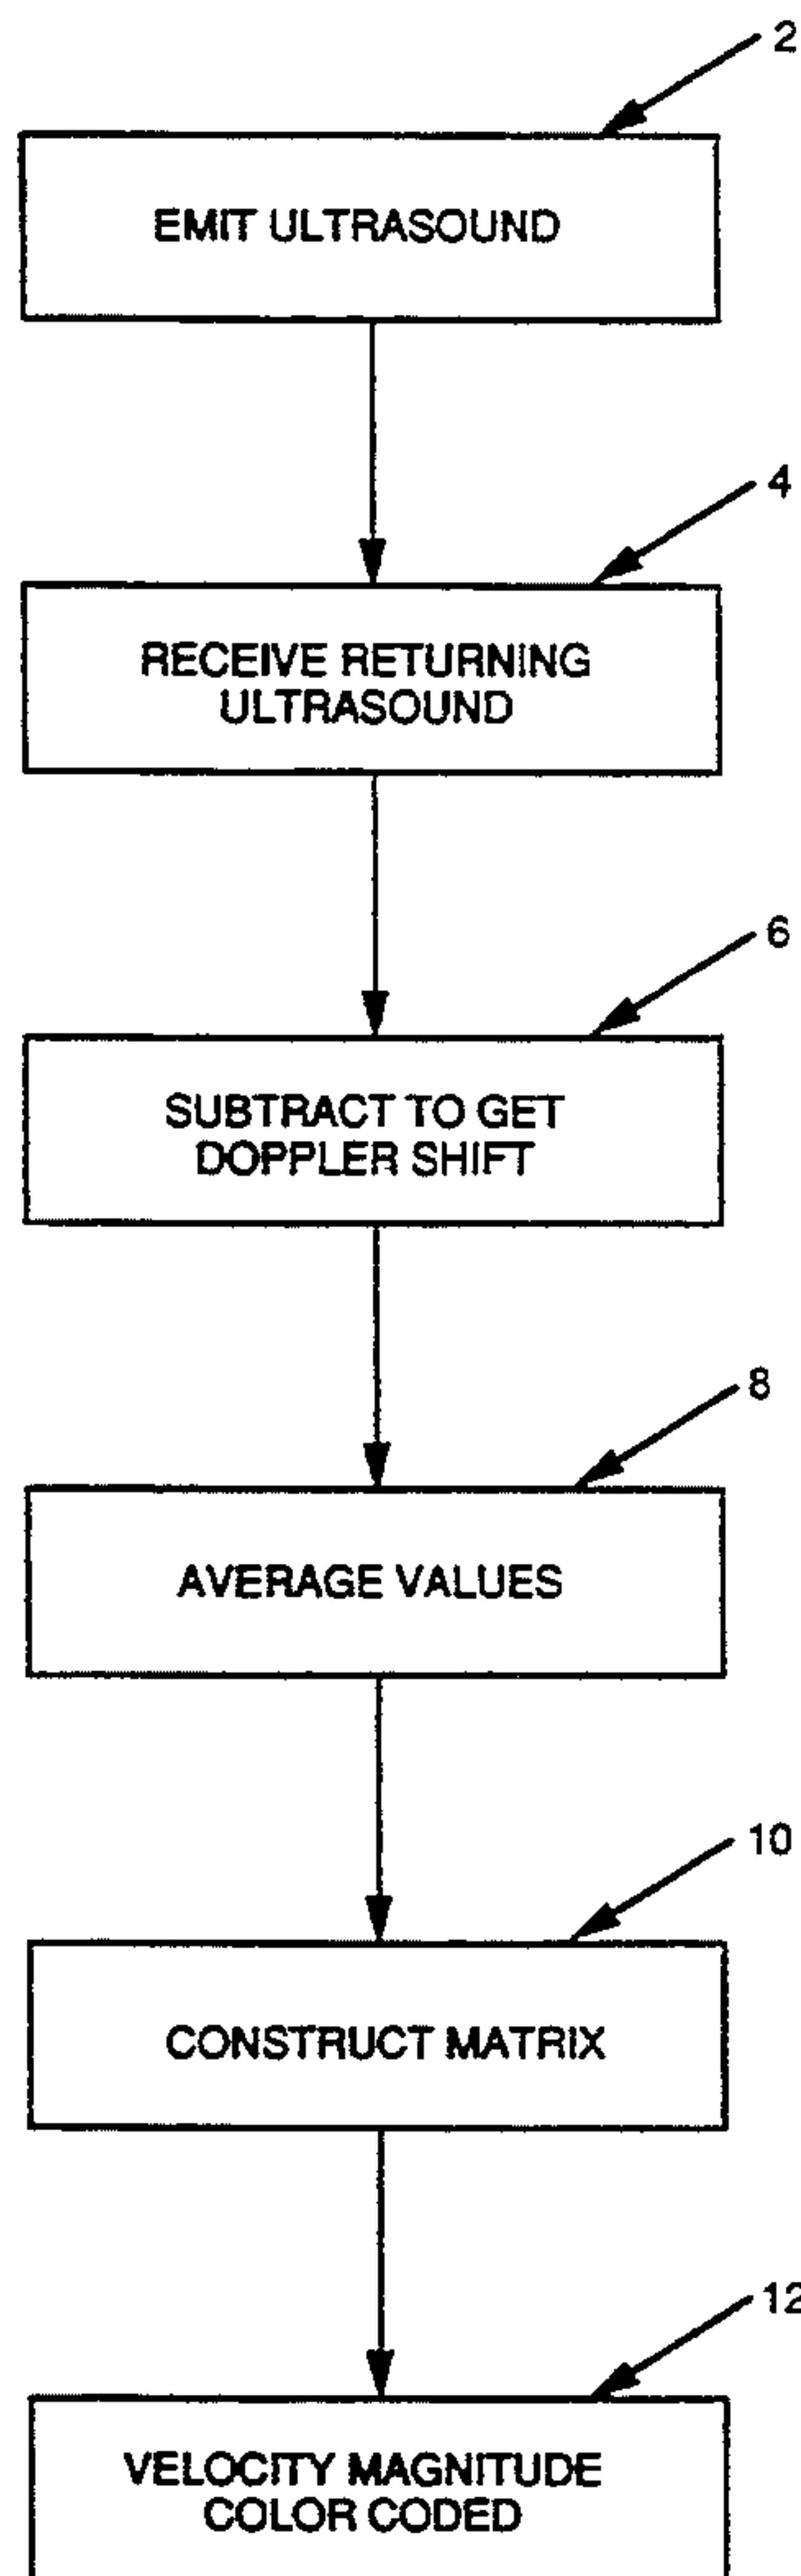 2
EMIT ULTRASOUND
4
RECEIVE RETURNING
ULTRASOUND
6
SUBTRACT TO GET
DOPPLER SHIFT
8
AVERAGE VALUES
10
CONSTRUCT MATRIX
12
VELOCITY MAGNITUDE
COLOR CODED